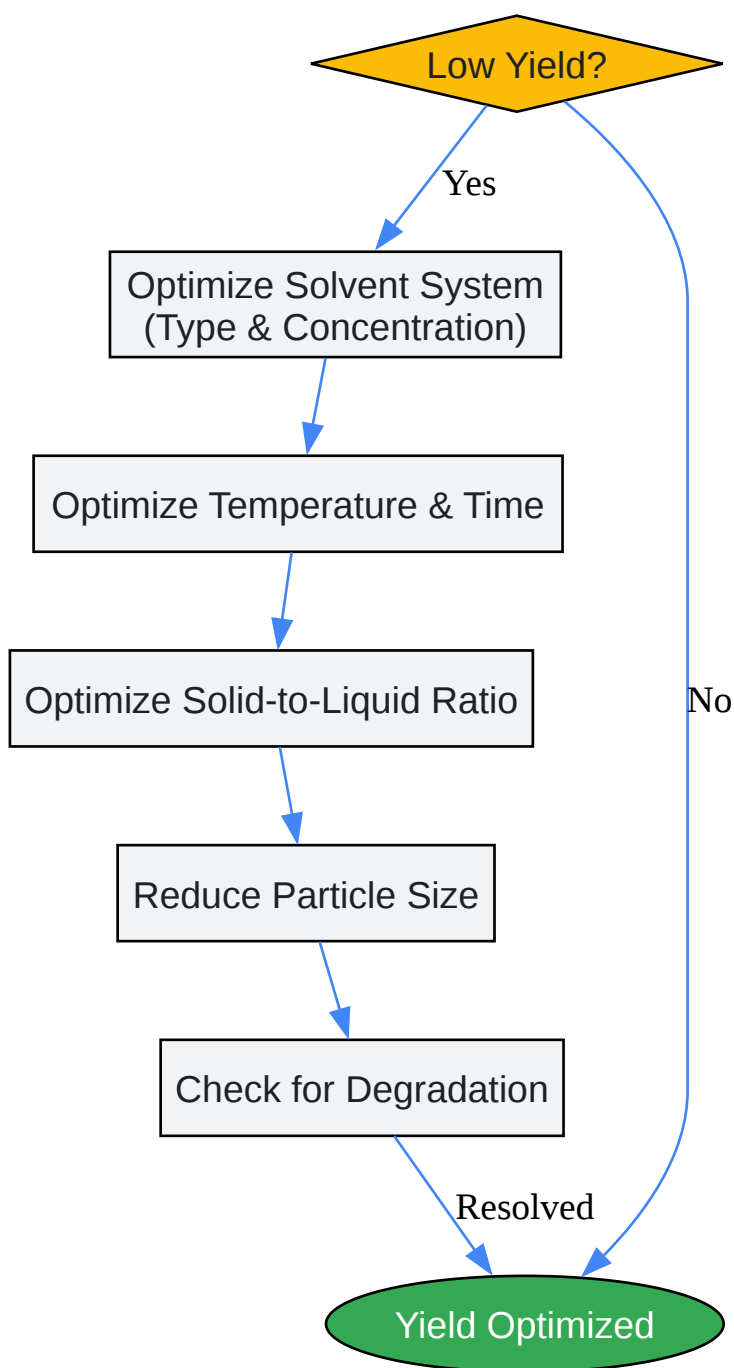 Low Yield?
Yes
Optimize Solvent System
(Type & Concentration)
Optimize Temperature & Time
Optimize Solid-to-Liquid Ratio
No
Reduce Particle Size
Check for Degradation
Resolved
Yield Optimized